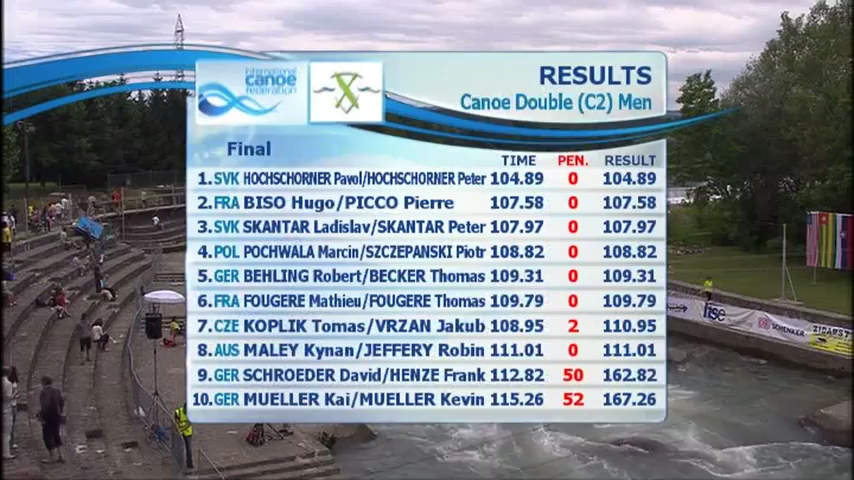 international
canoe
federation
RESULTS
Canoe Double (C2) Men
Final
TIME PEN. RESULT
1. SVK HOCHSCHORNER Pavol/HOCHSCHORNER Peter 104.89 0 104.89
2. FRA BISO Hugo/PICCO Pierre 107.58 0 107.58
3. SVK SKANTAR Ladislav/SKANTAR Peter 107.97 0 107.97
4. POL POCHWALA Marcin/SZCZEPANSKI Piotr 108.82 0 108.82
5. GER BEHLING Robert/BECKER Thomas 109.31 0 109.31
6. FRA FOUGERE Mathieu/FOUGERE Thomas 109.79 0 109.79
7. CZE KOPLIK Tomas/VRZAN Jakub 108.95 2 110.95
8. AUS MALEY Kynan/JEFFERY Robin 111.01 0 111.01
9. GER SCHROEDER David/HENZE Frank 112.82 50 162.82
10. GER MUELLER Kai/MUELLER Kevin 115.26 52 167.26
SCHENKER